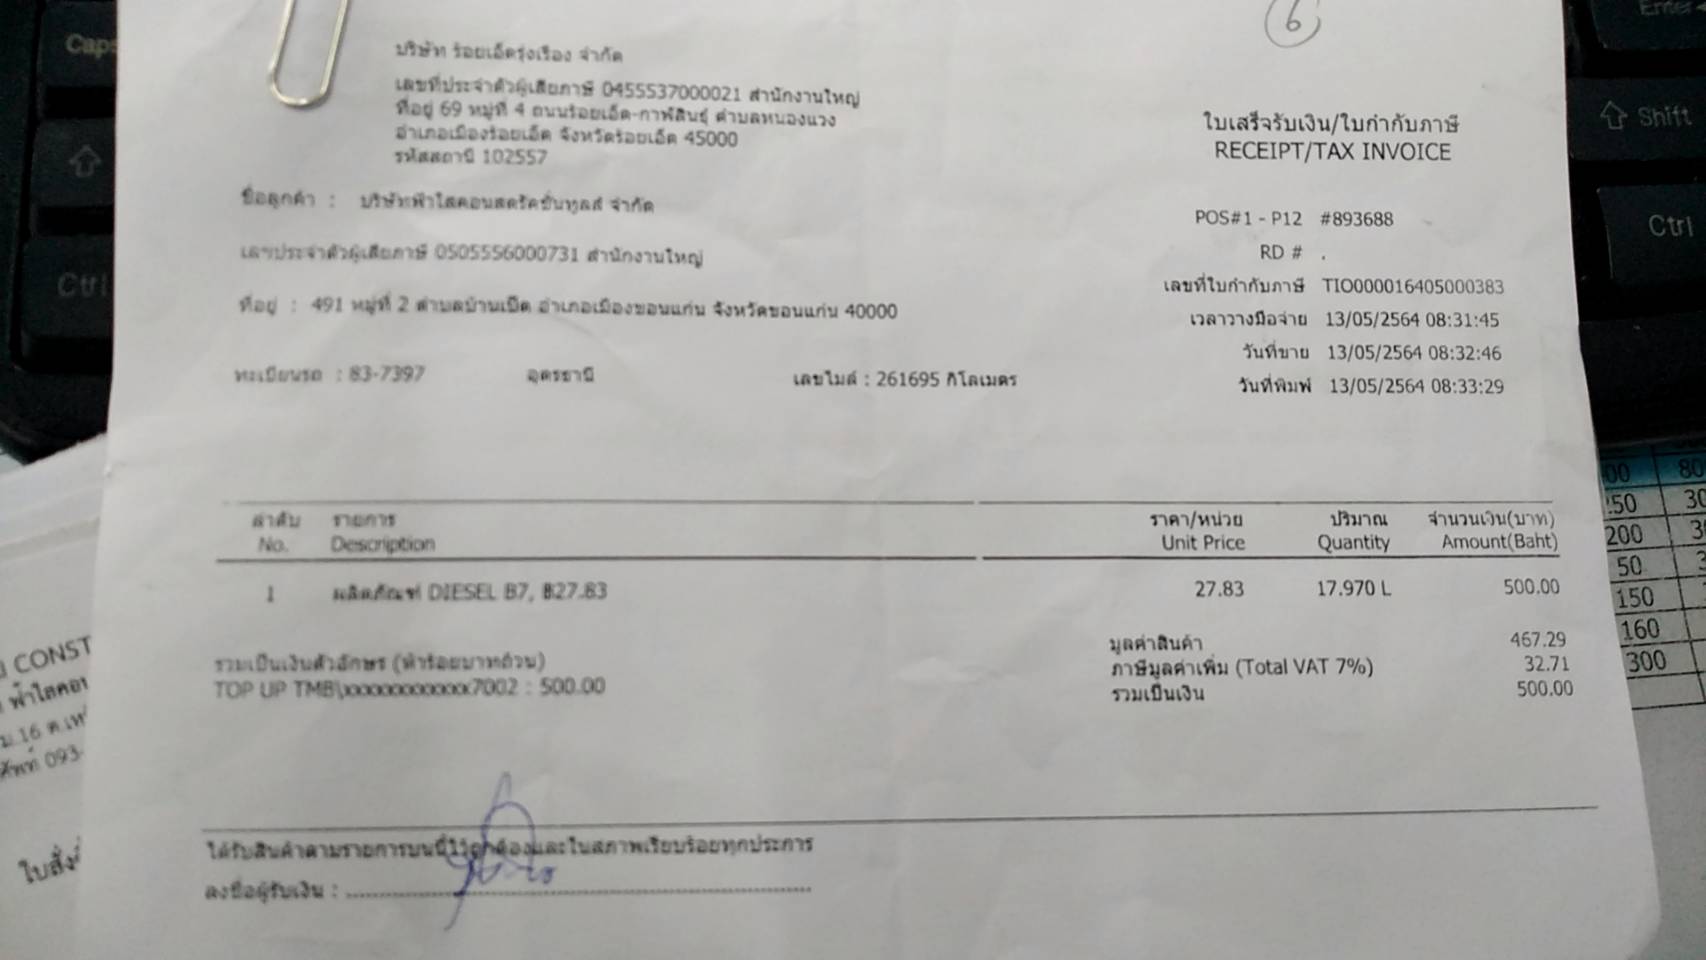 6
บริษัท ร้อยเอ็ดรุ่งเรือง จำกัด
เลขที่ประจำตัวผู้เสียภาษี 0455537000021 สำนักงานใหญ่
ที่อยู่ 69 หมู่ที่ 4 ถนนร้อยเอ็ด-กาฬสินธุ์ ตำบลหนองแวง
อำเภอเมืองร้อยเอ็ด จังหวัดร้อยเอ็ด 45000
รหัสสถานี 102557
ใบเสร็จรับเงิน/ใบกำกับภาษี
RECEIPT/TAX INVOICE
ชื่อลูกค้า : บริษัทฟ้าใสคอนสตรัคชั่นทูลส์ จำกัด
เลขประจำตัวผู้เสียภาษี 0505556000731 สำนักงานใหญ่
ที่อยู่ : 491 หมู่ที่ 2 ตำบลบ้านเป็ด อำเภอเมืองขอนแก่น จังหวัดขอนแก่น 40000
ทะเบียนรถ : 83-7397 อุดรธานี เลขไมล์ : 261695 กิโลเมตร
POS#1 - P12 #893688
RD # .
เลขที่ใบกำกับภาษี TIO000016405000383
เวลาวางมือจ่าย 13/05/2564 08:31:45
วันที่ขาย 13/05/2564 08:32:46
วันที่พิมพ์ 13/05/2564 08:33:29
ลำดับ รายการ ราคา/หน่วย ปริมาณ จำนวนเงิน(บาท)
No. Description Unit Price Quantity Amount(Baht)
1 ผลิตภัณฑ์ DIESEL B7, ฿27.83 27.83 17.970 L 500.00
มูลค่าสินค้า 467.29
รวมเป็นเงินตัวอักษร (ห้าร้อยบาทถ้วน) ภาษีมูลค่าเพิ่ม (Total VAT 7%) 32.71
TOP UP TMB\xxxxxxxxxxxx7002 : 500.00 รวมเป็นเงิน 500.00
ได้รับสินค้าตามรายการบนนี้ไว้ถูกต้องและในสภาพเรียบร้อยทุกประการ
ลงชื่อผู้รับเงิน :
Caps
Ctrl
Enter
Shift
Ctrl
CONST
ฟ้าใสคอน
ม.16
093-
ใบสั่งซื้
00 80
250 30
200
50
150
160
300